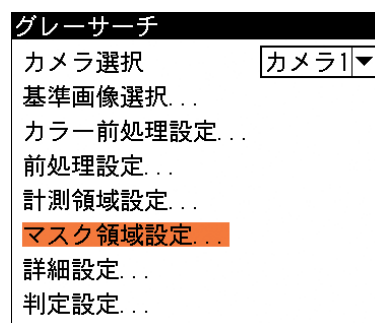 グレーサーチ
カメラ選択 カメラ1▼
基準画像選択...
カラー前処理設定...
前処理設定...
計測領域設定...
マスク領域設定...
詳細設定...
判定設定...